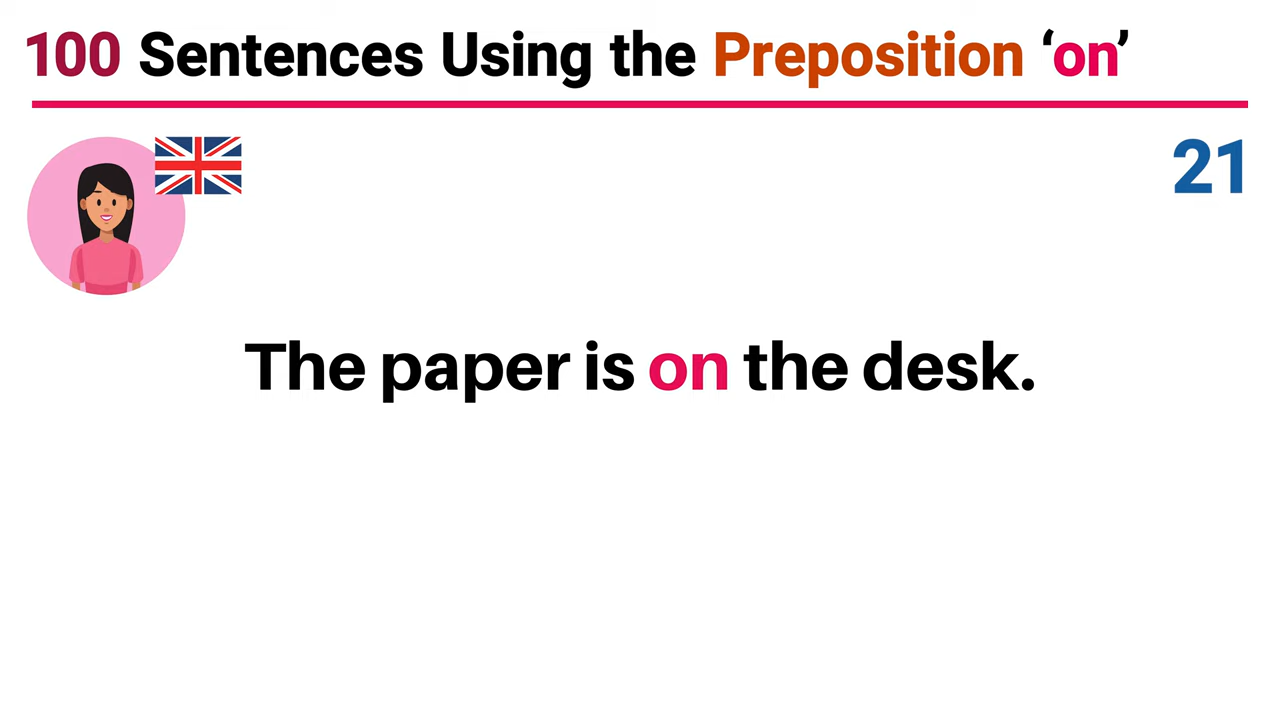 100 Sentences Using the Preposition ‘on’
21
The paper is on the desk.